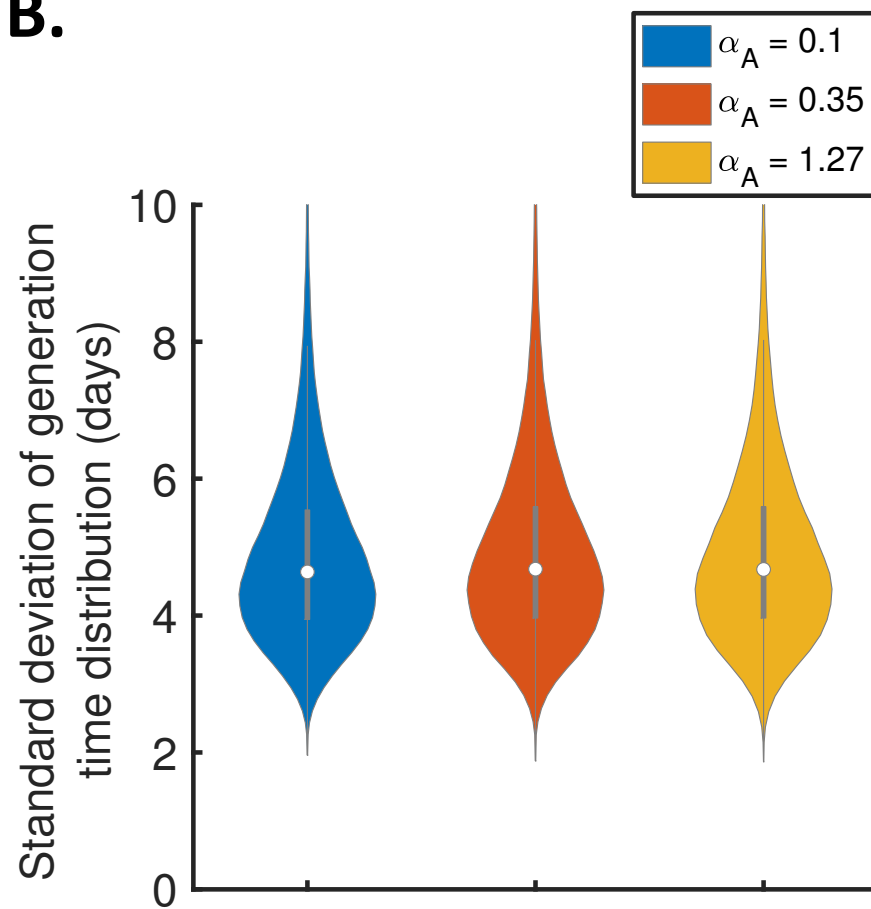 B.
α_A = 0.1
α_A = 0.35
α_A = 1.27
10
8
6
4
2
0
Standard deviation of generation
time distribution (days)